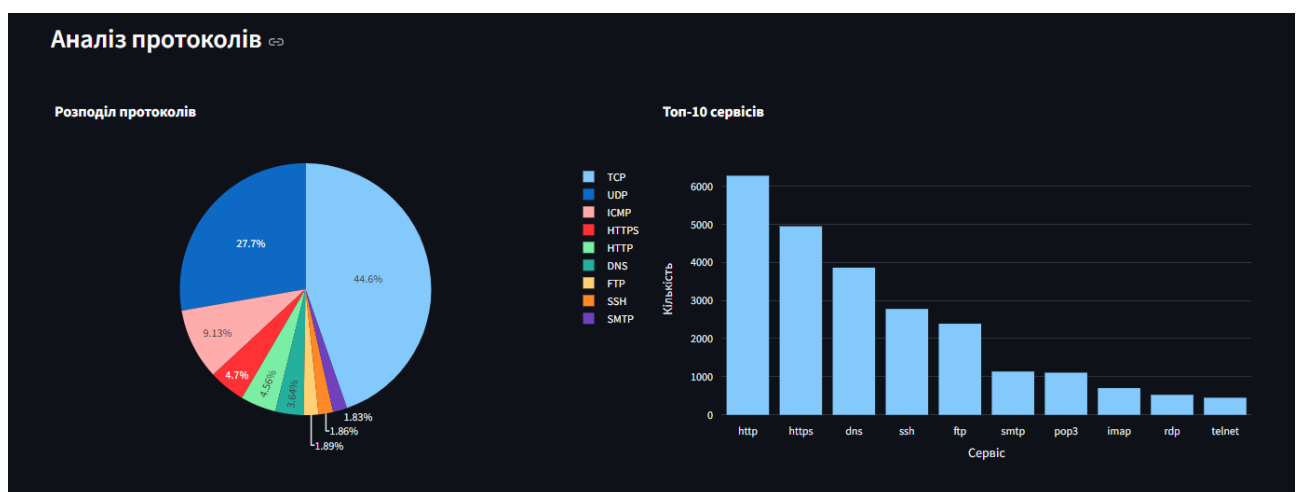 Аналіз протоколів
Розподіл протоколів
44.6%
27.7%
9.13%
4.7%
4.56%
3.64%
1.89%
1.86%
1.83%
TCP
UDP
ICMP
HTTPS
HTTP
DNS
FTP
SSH
SMTP
Топ-10 сервісів
Кількість
6000
5000
4000
3000
2000
1000
0
http https dns ssh ftp smtp pop3 imap rdp telnet
Сервіс